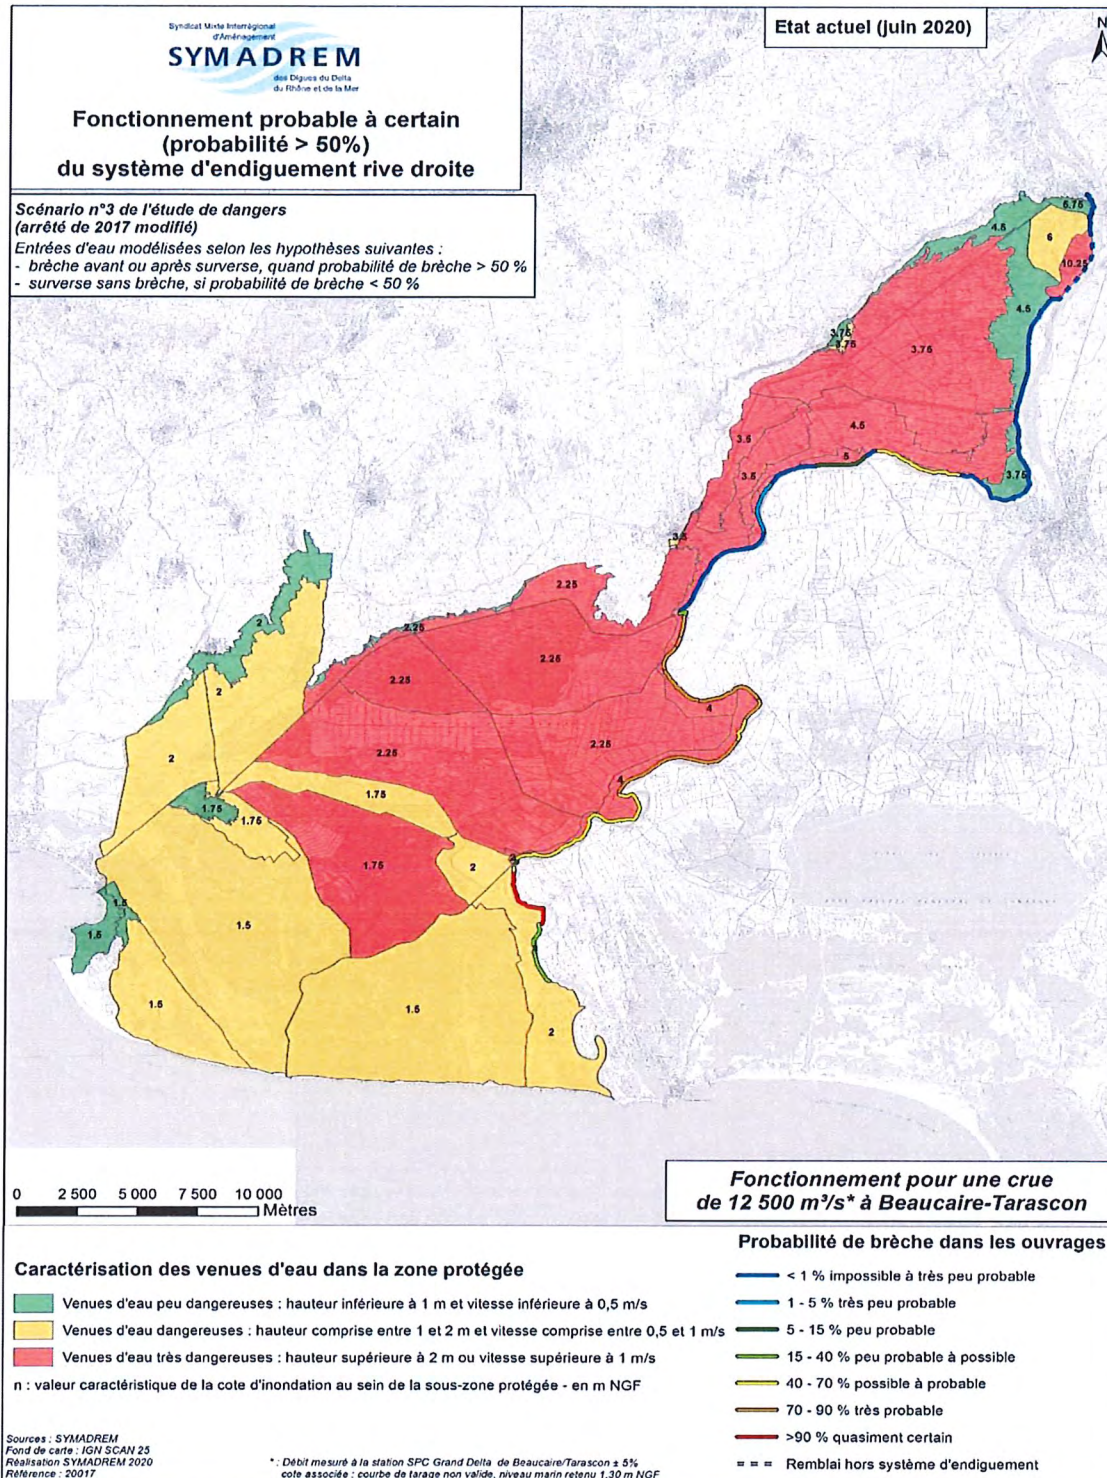 Syndicat Mixte Interrégional
d'Aménagement
SYMADREM
des Digues du Delta
du Rhône et de la Mer
Fonctionnement probable à certain
(probabilité > 50%)
du système d'endiguement rive droite
Etat actuel (juin 2020)
N
Scénario n°3 de l'étude de dangers
(arrêté de 2017 modifié)
Entrées d'eau modélisées selon les hypothèses suivantes :
- brèche avant ou après surverse, quand probabilité de brèche > 50 %
- surverse sans brèche, si probabilité de brèche < 50 %
5.75
4.5
6
10.25
4.5
3.75
3.75
3.75
4.5
3.5
5
3.5
3.75
3.5
2.25
2
2.25
2.25
2
2.25
4
2
2.25
2.25
4
1.75
1.75
1.75
2
1.75
2
1.5
1.5
1.5
1.5
1.5
2
0 2 500 5 000 7 500 10 000
Mètres
Fonctionnement pour une crue
de 12 500 m³/s* à Beaucaire-Tarascon
Caractérisation des venues d'eau dans la zone protégée
Venues d'eau peu dangereuses : hauteur inférieure à 1 m et vitesse inférieure à 0,5 m/s
Venues d'eau dangereuses : hauteur comprise entre 1 et 2 m et vitesse comprise entre 0,5 et 1 m/s
Venues d'eau très dangereuses : hauteur supérieure à 2 m ou vitesse supérieure à 1 m/s
n : valeur caractéristique de la cote d'inondation au sein de la sous-zone protégée - en m NGF
Probabilité de brèche dans les ouvrages
< 1 % impossible à très peu probable
1 - 5 % très peu probable
5 - 15 % peu probable
15 - 40 % peu probable à possible
40 - 70 % possible à probable
70 - 90 % très probable
>90 % quasiment certain
Remblai hors système d'endiguement
Sources : SYMADREM
Fond de carte : IGN SCAN 25
Réalisation SYMADREM 2020
Référence : 20017
* : Débit mesuré à la station SPC Grand Delta de Beaucaire/Tarascon ± 5%
cote associée : courbe de tarage non valide, niveau marin retenu 1,30 m NGF